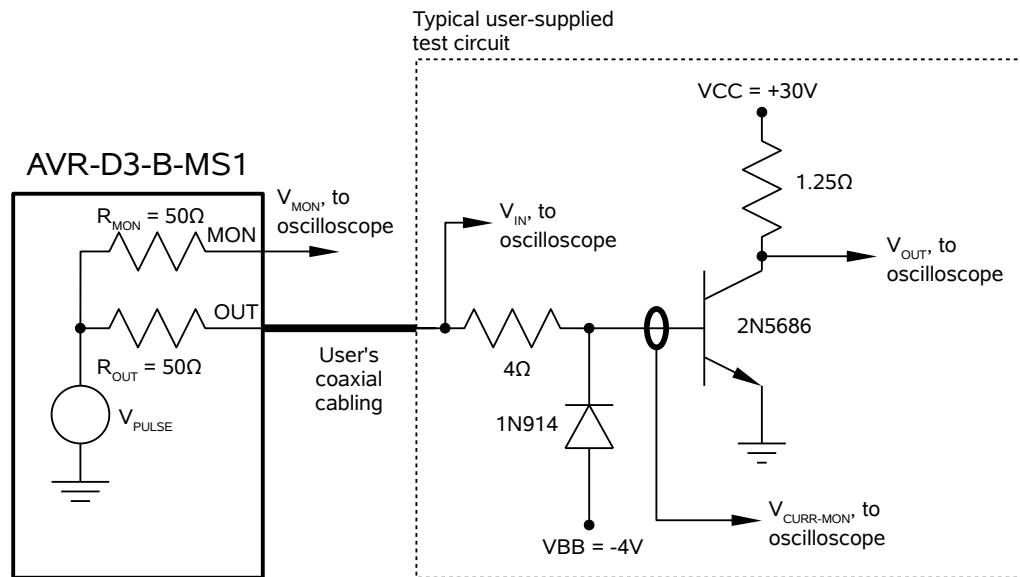 Typical user-supplied
test circuit
VCC = +30V
AVR-D3-B-MS1
1.25Ω
V_MON, to
oscilloscope
R_MON = 50Ω
MON
V_IN, to
oscilloscope
V_OUT, to
oscilloscope
OUT
2N5686
R_OUT = 50Ω
User's
coaxial
cabling
4Ω
V_PULSE
1N914
V_CURR-MON, to
oscilloscope
VBB = -4V